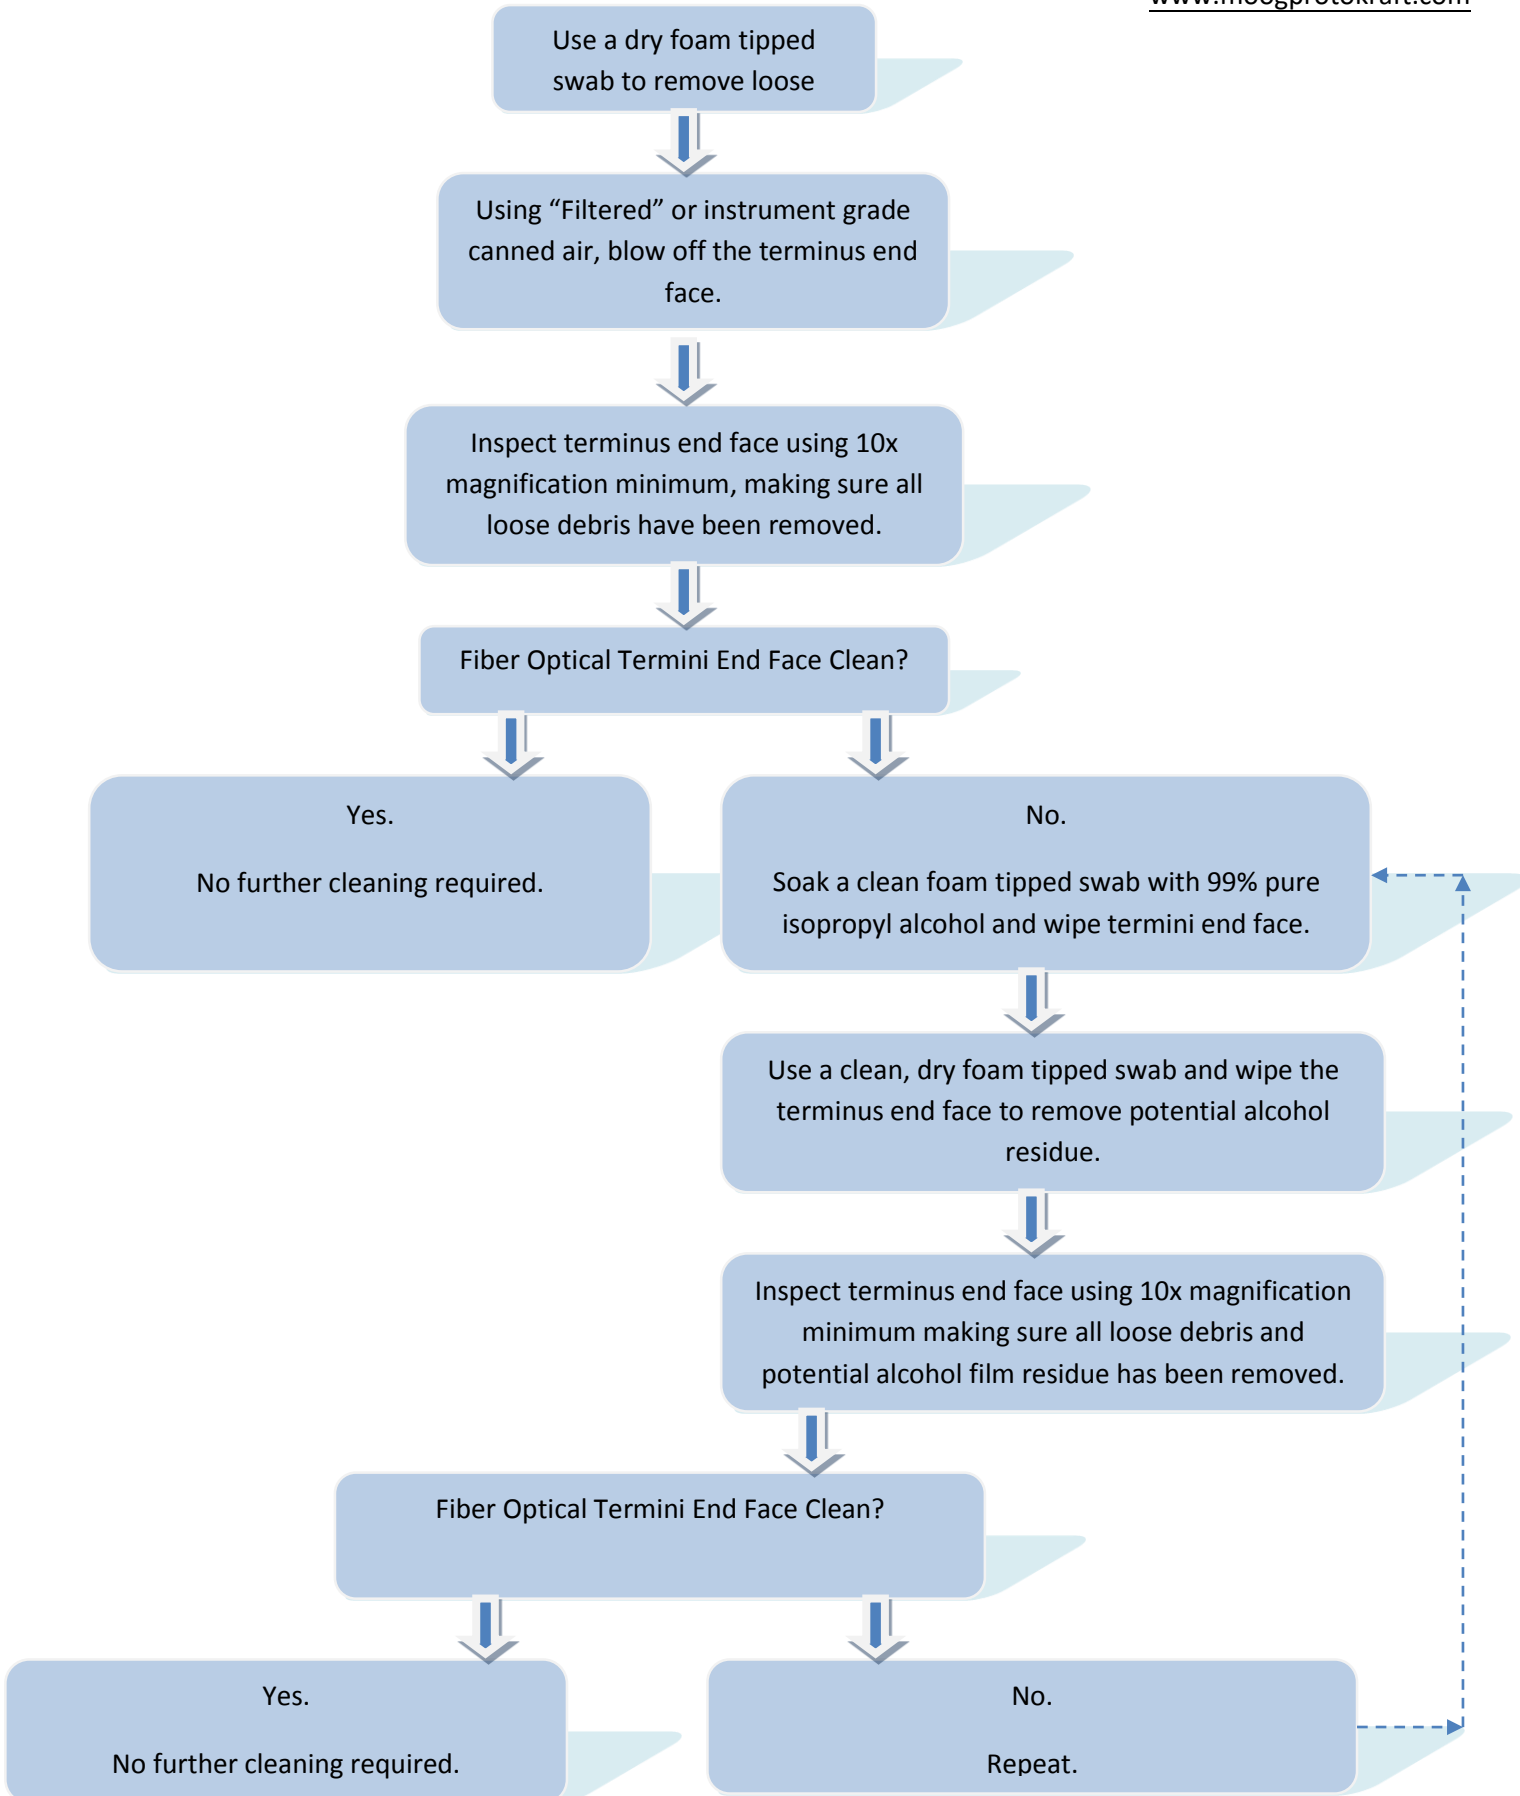 www.moogprotokraft.com
Use a dry foam tipped
swab to remove loose
Using “Filtered” or instrument grade
canned air, blow off the terminus end
face.
Inspect terminus end face using 10x
magnification minimum, making sure all
loose debris have been removed.
Fiber Optical Termini End Face Clean?
Yes.
No further cleaning required.
No.
Soak a clean foam tipped swab with 99% pure
isopropyl alcohol and wipe termini end face.
Use a clean, dry foam tipped swab and wipe the
terminus end face to remove potential alcohol
residue.
Inspect terminus end face using 10x magnification
minimum making sure all loose debris and
potential alcohol film residue has been removed.
Fiber Optical Termini End Face Clean?
Yes.
No further cleaning required.
No.
Repeat.